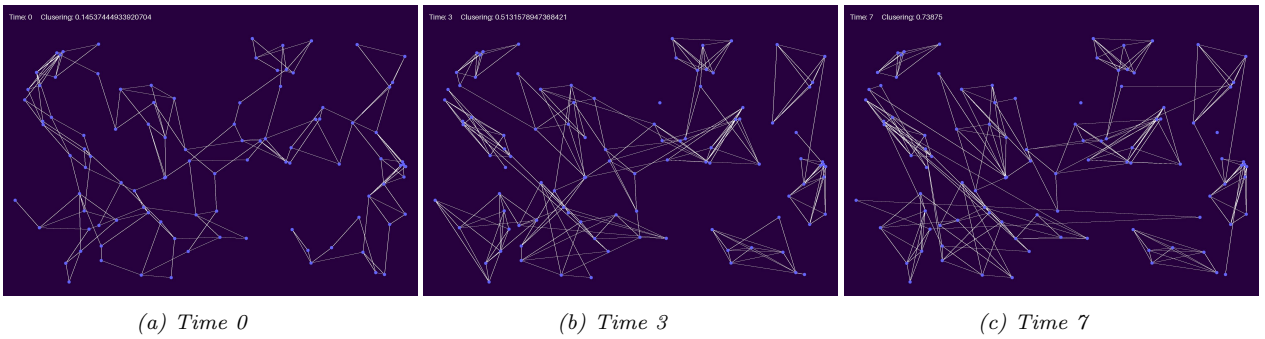 Time: 0 Clusering: 0.14537444933920704
Time: 3 Clusering: 0.5131578947368421
Time: 7 Clusering: 0.73875
(a) Time 0
(b) Time 3
(c) Time 7